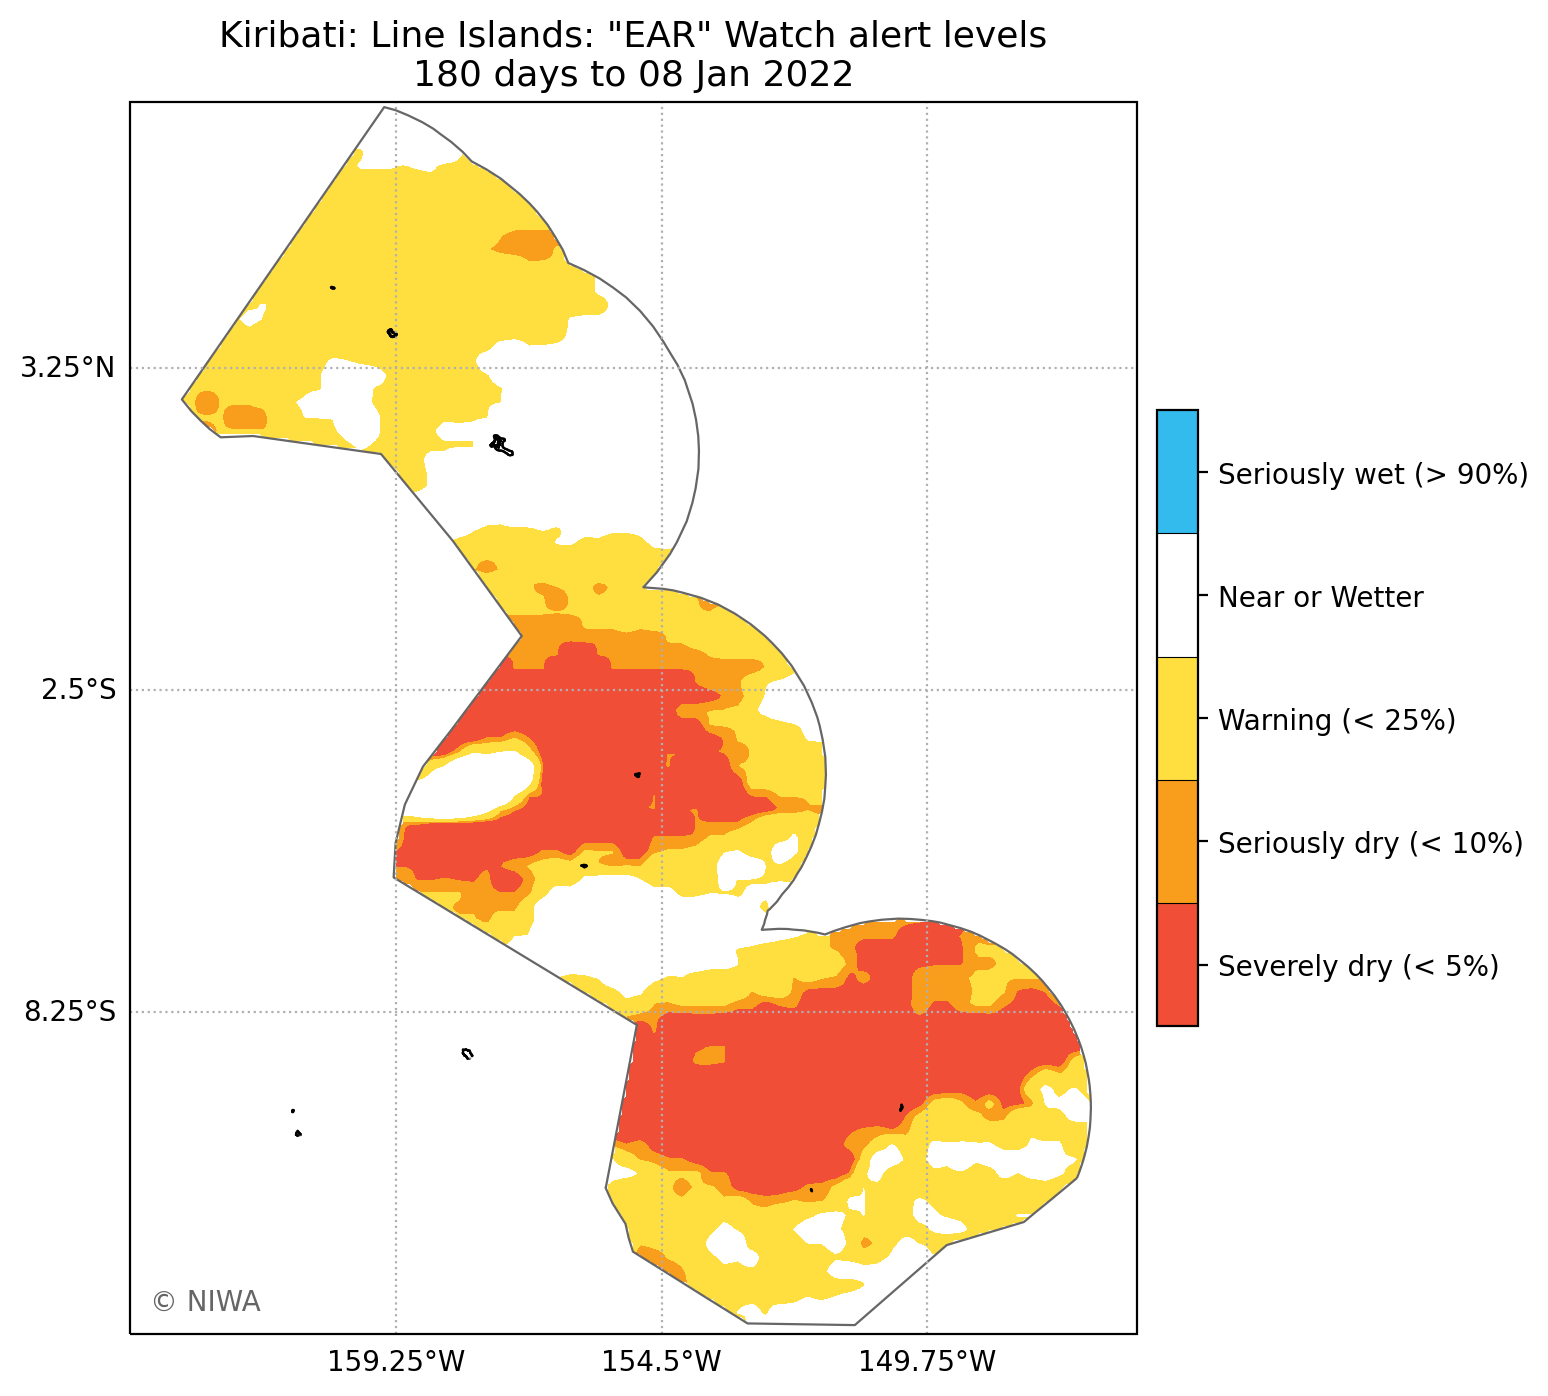 Kiribati: Line Islands: "EAR" Watch alert levels
180 days to 08 Jan 2022
3.25°N
2.5°S
8.25°S
159.25°W
154.5°W
149.75°W
© NIWA
Seriously wet (> 90%)
Near or Wetter
Warning (< 25%)
Seriously dry (< 10%)
Severely dry (< 5%)